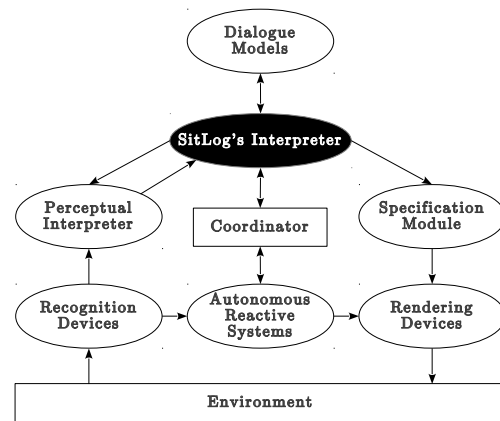 Dialogue
Models
SitLog's Interpreter
Perceptual
Interpreter
Coordinator
Specification
Module
Recognition
Devices
Autonomous
Reactive
Systems
Rendering
Devices
Environment